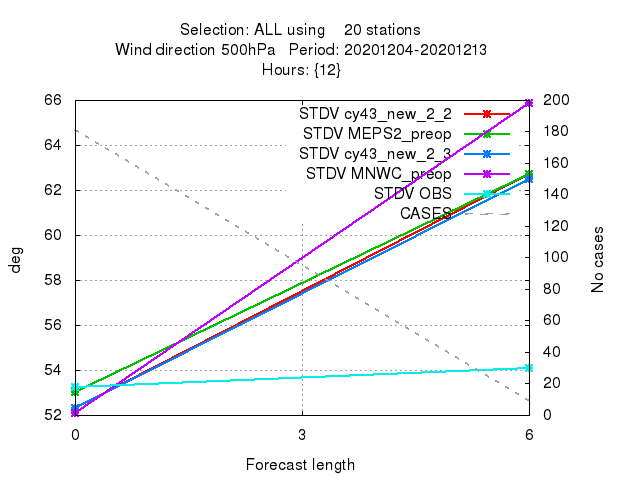 Selection: ALL using 20 stations
Wind direction 500hPa Period: 20201204-20201213
Hours: {12}
66 200
STDV cy43_new_2_2
180
64 STDV MEPS2_preop
160
STDV cy43_new_2_3
STDV MNWC_preop
62 140
STDV OBS
CASES
120
60
100
deg No cases
58 80
56 60
40
54
20
52 0
0 3 6
Forecast length